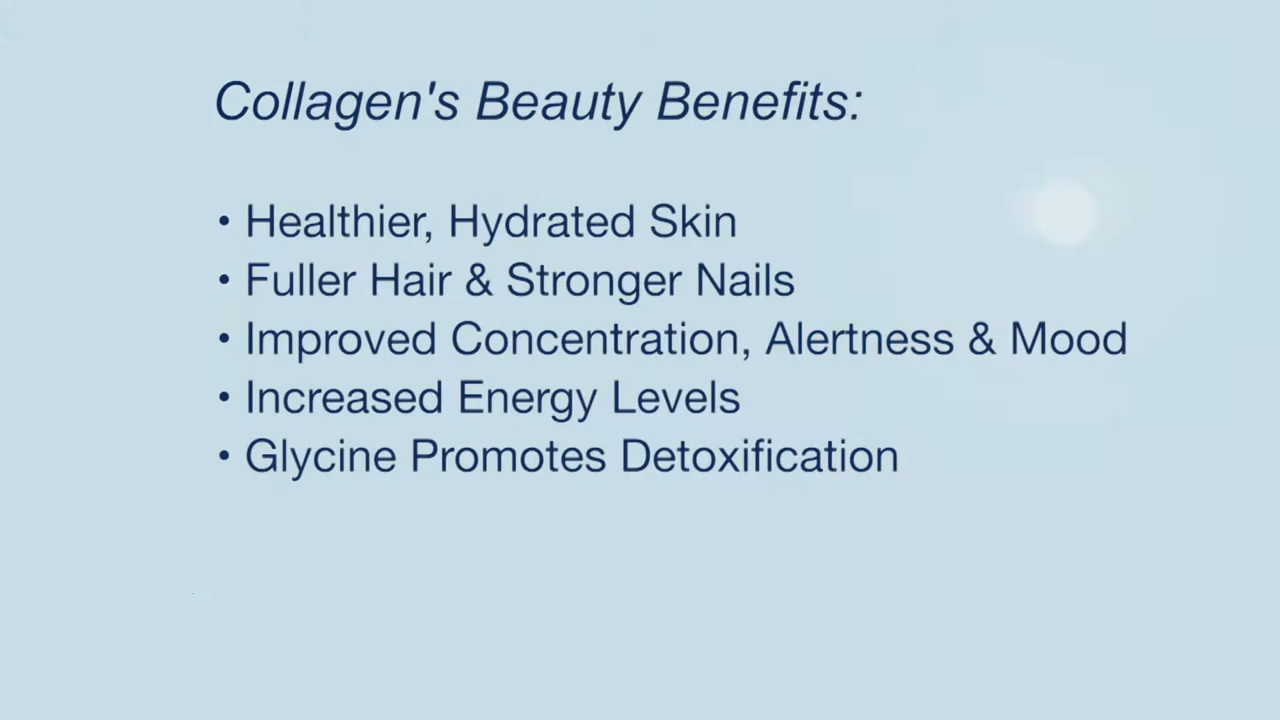 Collagen's Beauty Benefits:
• Healthier, Hydrated Skin
• Fuller Hair & Stronger Nails
• Improved Concentration, Alertness & Mood
• Increased Energy Levels
• Glycine Promotes Detoxification